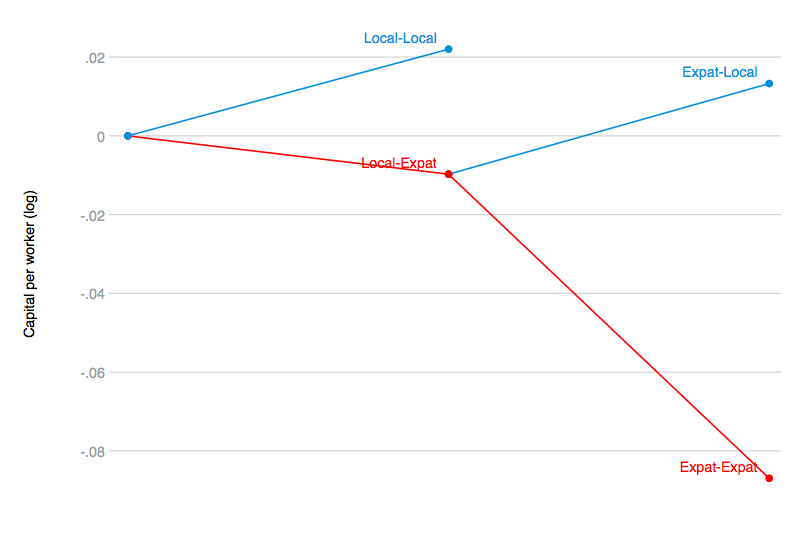 Local-Local
.02
Expat-Local
0
Local-Expat
-.02
Capital per worker (log)
-.04
-.06
-.08
Expat-Expat